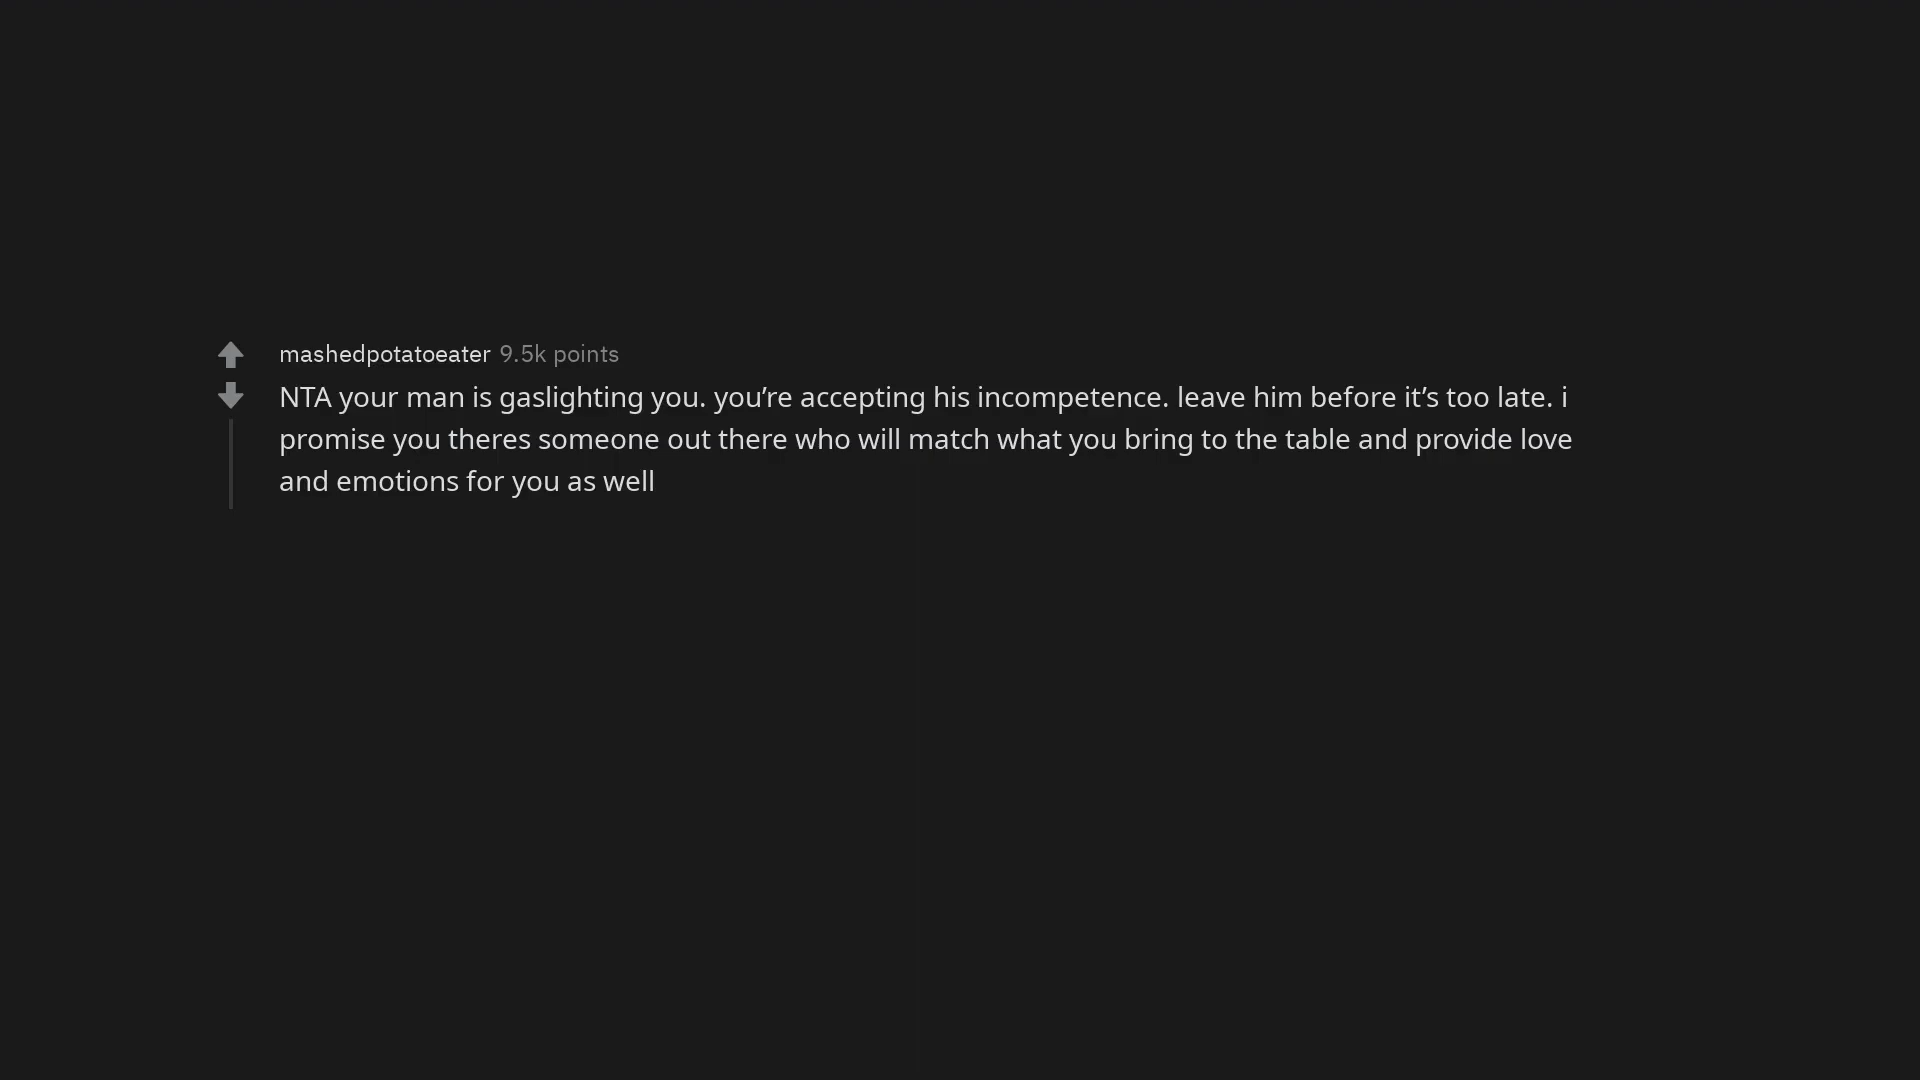 mashedpotatoeater 9.5k points
NTA your man is gaslighting you. you’re accepting his incompetence. leave him before it’s too late. i
promise you theres someone out there who will match what you bring to the table and provide love
and emotions for you as well